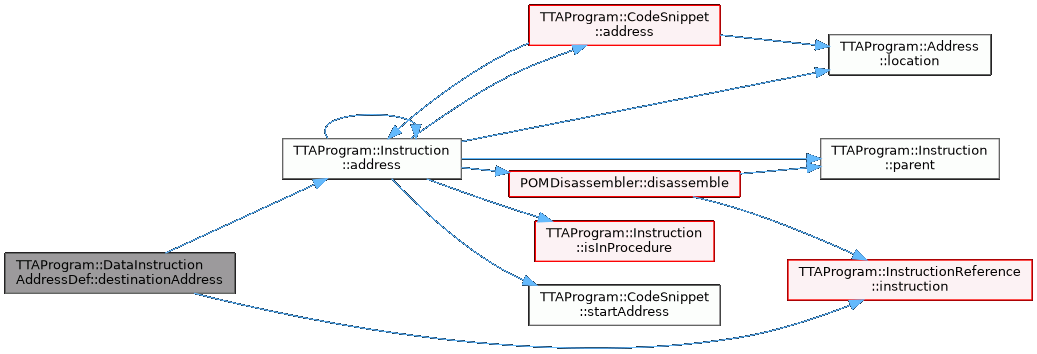 TTAProgram::CodeSnippet
::address
TTAProgram::Address
::location
TTAProgram::Instruction
::address
TTAProgram::Instruction
::parent
POMDisassembler::disassemble
TTAProgram::Instruction
::isInProcedure
TTAProgram::DataInstruction
AddressDef::destinationAddress
TTAProgram::InstructionReference
::instruction
TTAProgram::CodeSnippet
::startAddress